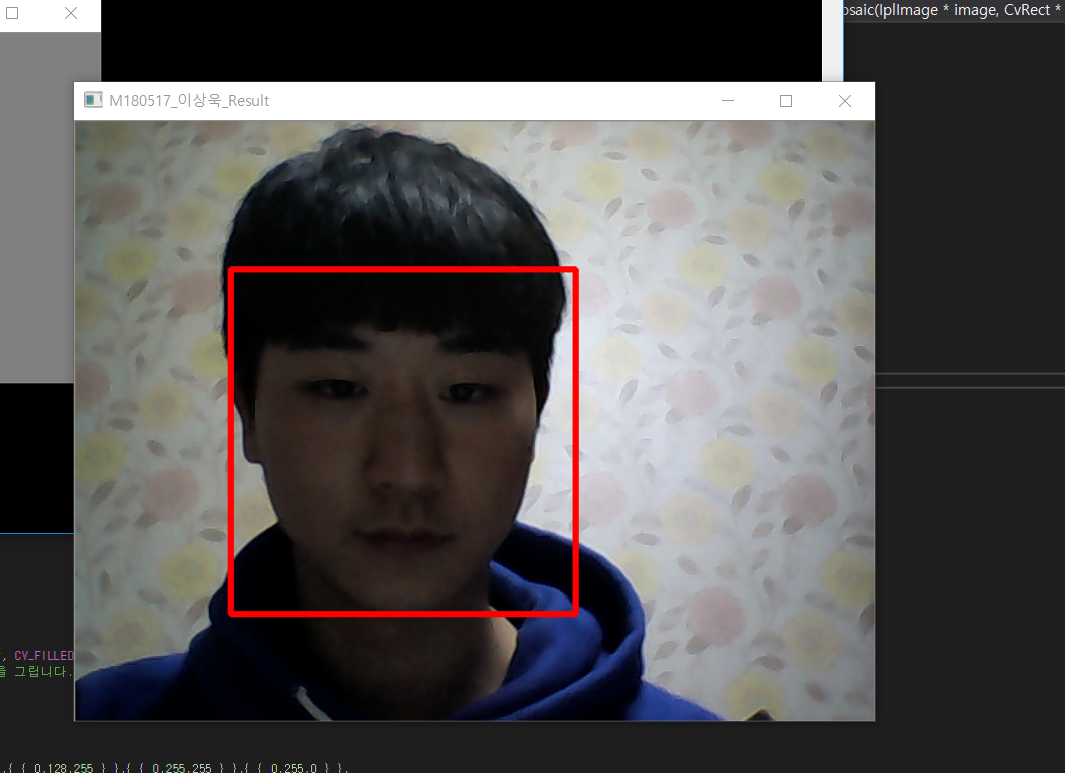 osaic(IplImage * image, CvRect *
M180517_이상욱_Result
, CV_FILLED
를 그립니다.
,{ { 0,128,255 } },{ { 0,255,255 } },{ { 0,255,0 } },